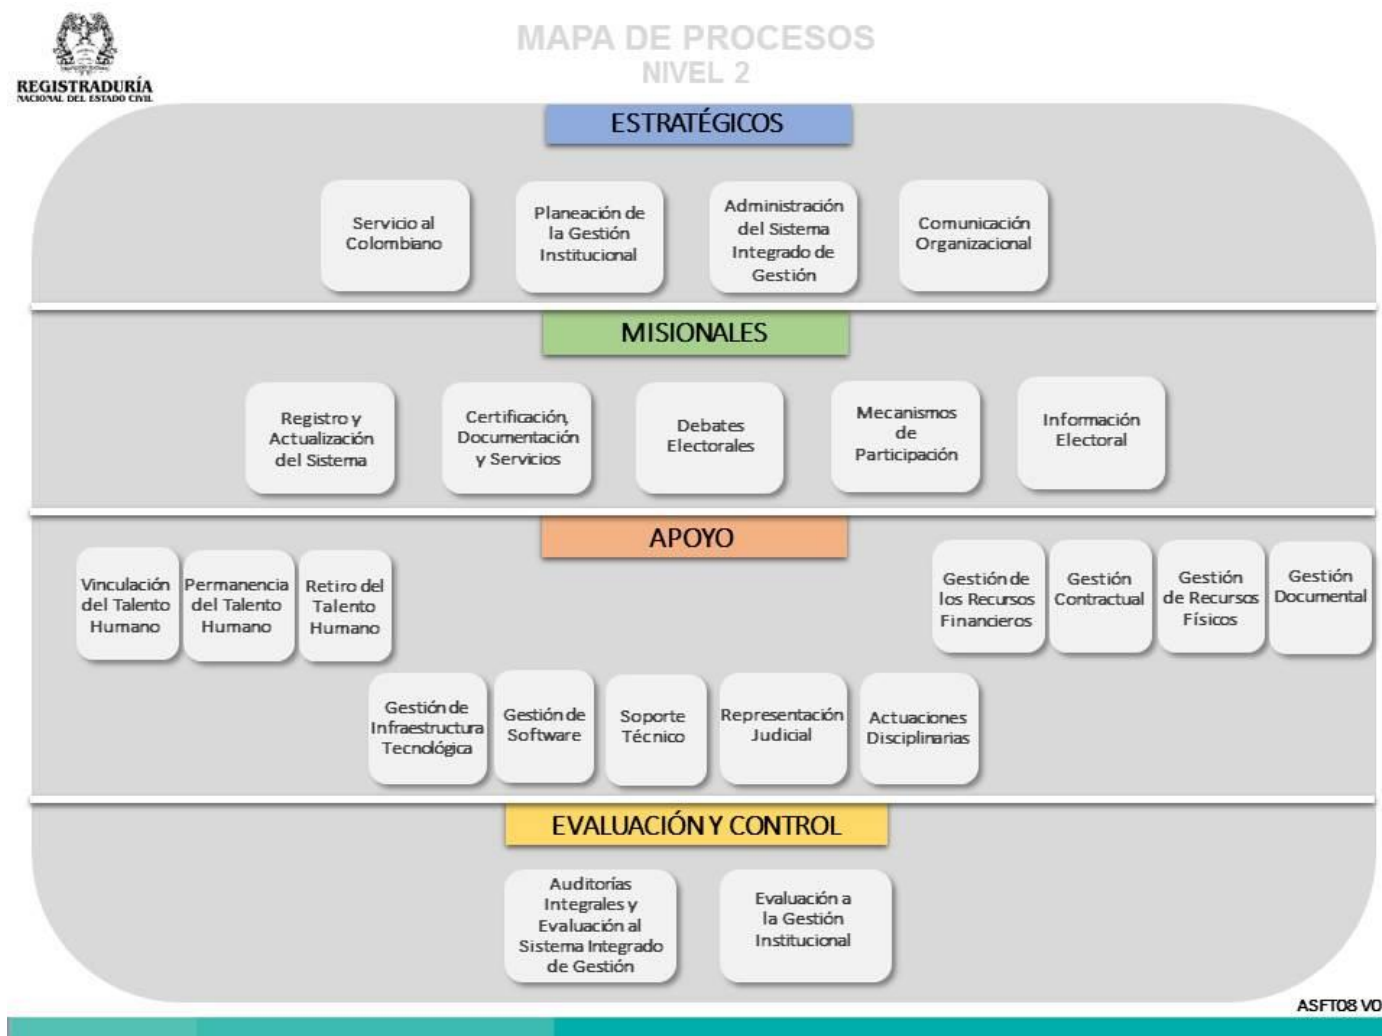 MAPA DE PROCESOS
NIVEL 2
REGISTRADURÍA
NACIONAL DEL ESTADO CIVIL
ESTRATÉGICOS
Servicio al
Colombiano
Planeación de
la Gestión
Institucional
Administración
del Sistema
Integrado de
Gestión
Comunicación
Organizacional
MISIONALES
Registro y
Actualización
del Sistema
Certificación,
Documentación
y Servicios
Debates
Electorales
Mecanismos
de
Participación
Información
Electoral
APOYO
Vinculación
del Talento
Humano
Permanencia
del Talento
Humano
Retiro del
Talento
Humano
Gestión de
los Recursos
Financieros
Gestión
Contractual
Gestión
de Recursos
Físicos
Gestión
Documental
Gestión de
Infraestructura
Tecnológica
Gestión de
Software
Soporte
Técnico
Representación
Judicial
Actuaciones
Disciplinarias
EVALUACIÓN Y CONTROL
Auditorías
Integrales y
Evaluación al
Sistema Integrado
de Gestión
Evaluación a
la Gestión
Institucional
ASFT08 V0